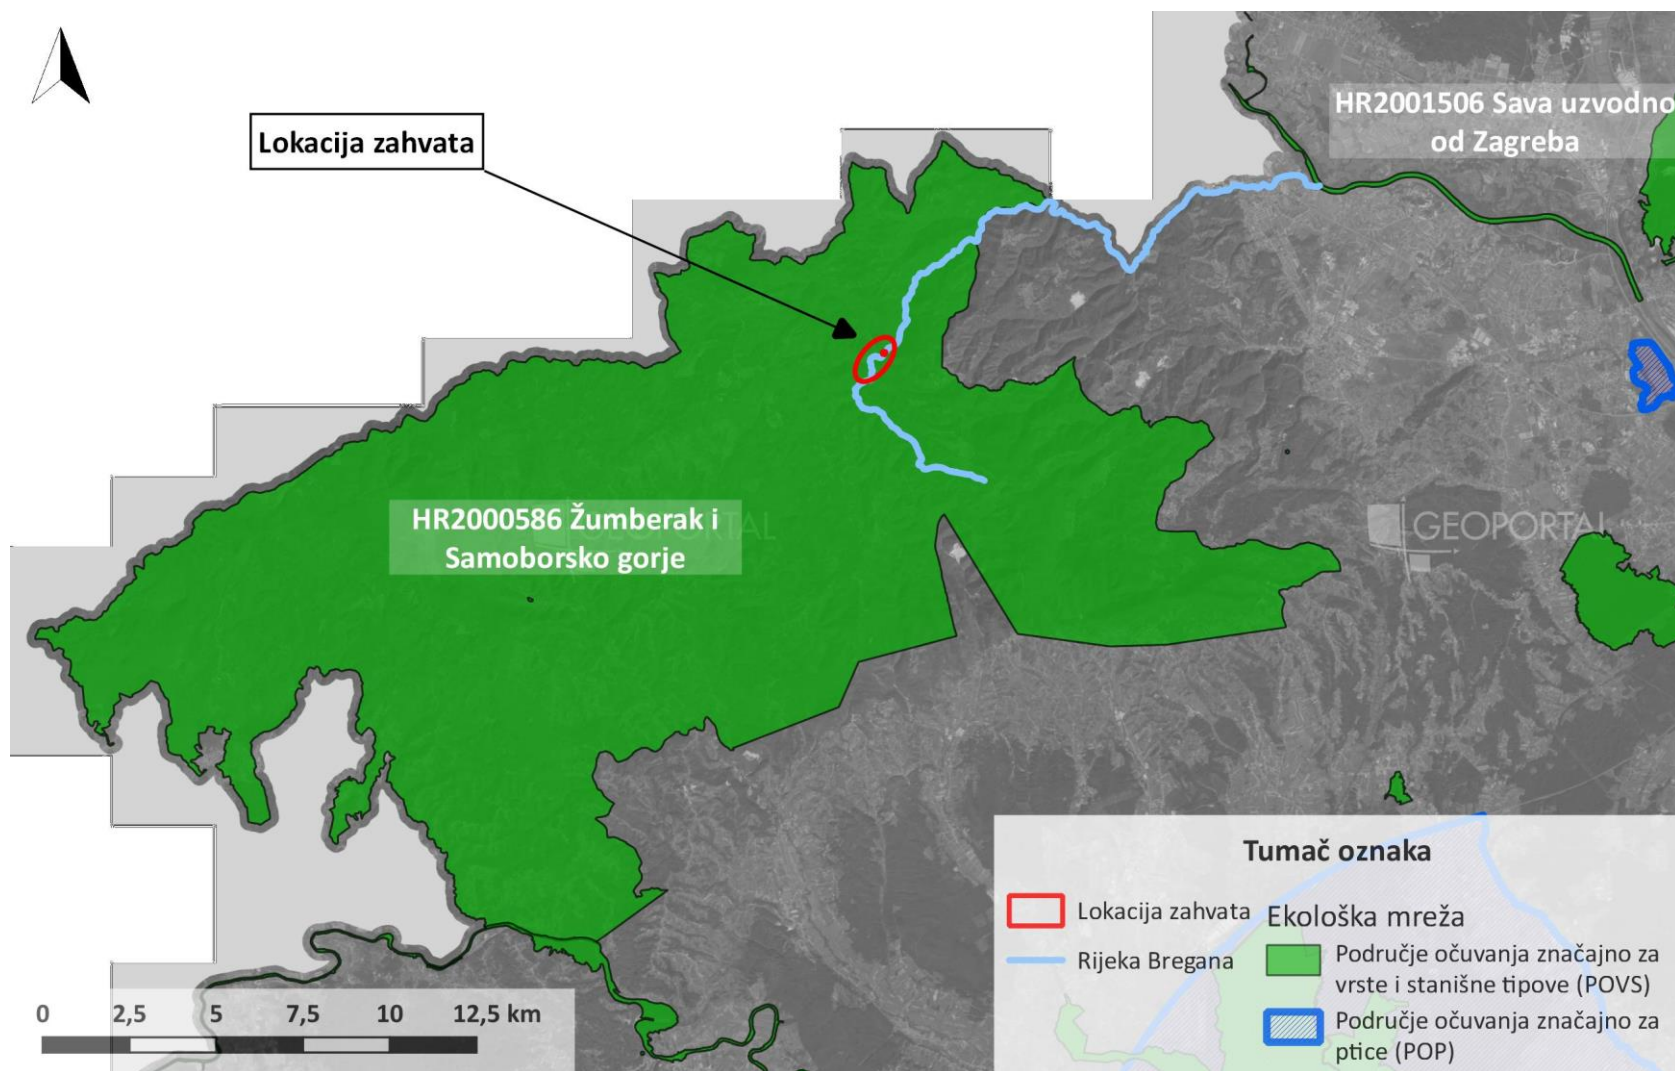 HR2001506 Sava uzvodno
od Zagreba
Lokacija zahvata
HR2000586 Žumberak i
Samoborsko gorje
GEOPORTAL
GEOPORTAL
Tumač oznaka
Lokacija zahvata
Rijeka Bregana
Ekološka mreža
Područje očuvanja značajno za
vrste i stanišne tipove (POVS)
Područje očuvanja značajno za
ptice (POP)
0 2,5 5 7,5 10 12,5 km